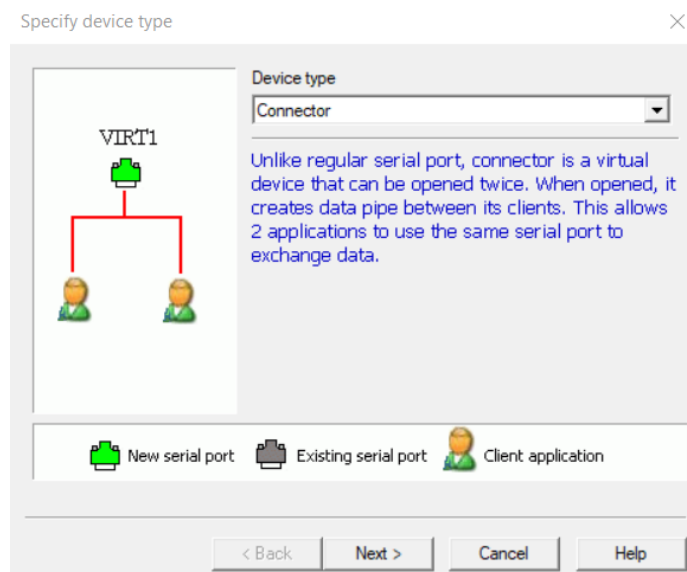 Specify device type
Device type
Connector
VIRT1
Unlike regular serial port, connector is a virtual
device that can be opened twice. When opened, it
creates data pipe between its clients. This allows
2 applications to use the same serial port to
exchange data.
New serial port Existing serial port Client application
< Back Next > Cancel Help